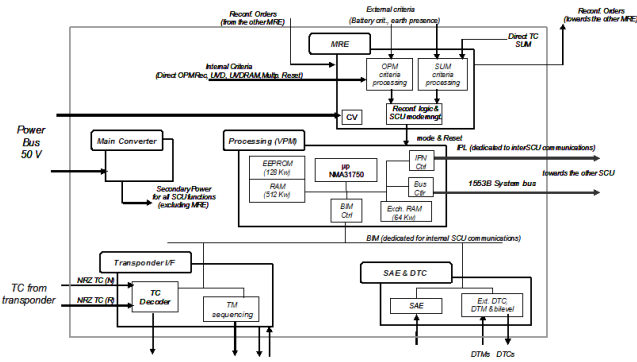 External criteria
(Battery crit., earth presence)
Reconf. Orders
(from the other MRE)
Reconf. Orders
(towards the other MRE)
Direct TC
SUM
MRE
Internal Criteria
(Direct OPMRec, UVD, UVDRAM, Multp. Reset)
OPM
criteria
processing
SUM
criteria
processing
Reconf. logic &
SCU mode mngt.
CV
mode & Reset
Power
Bus
50 V
Main Converter
Secondary Power
for all SCU functions
(excluding MRE)
Processing (VPM)
EEPROM
(128 Kw)
RAM
(512 Kw)
μp
NMA31750
IPN
Ctrl
Bus
Ctlr
BIM
Ctrl
Exch. RAM
(64 Kw)
IPL (dedicated to interSCU communications)
towards the other SCU
1553B System bus
BIM (dedicated for internal SCU communications)
Transponder I/F
TC from
transponder
NRZ TC (N)
NRZ TC (R)
TC
Decoder
TM
sequencing
SAE & DTC
SAE
Ext. DTC,
DTM & bilevel
DTMs DTCs